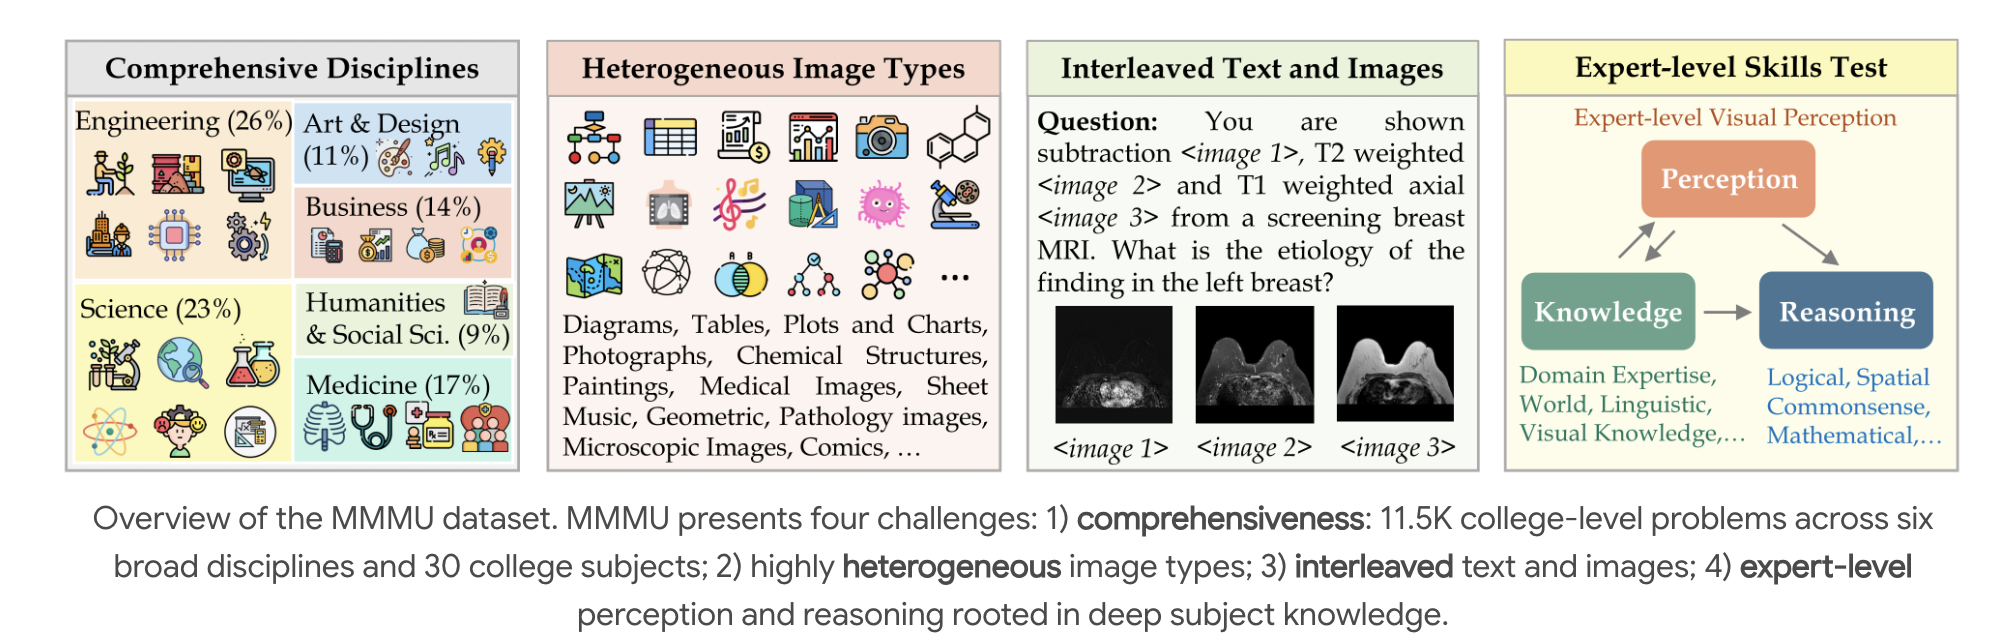 Comprehensive Disciplines
Engineering (26%)
Art & Design
(11%)
Business (14%)
Science (23%)
Humanities
& Social Sci. (9%)
Medicine (17%)
Heterogeneous Image Types
A B
...
Diagrams, Tables, Plots and Charts,
Photographs, Chemical Structures,
Paintings, Medical Images, Sheet
Music, Geometric, Pathology images,
Microscopic Images, Comics, …
Interleaved Text and Images
Question: You are shown
subtraction <image 1>, T2 weighted
<image 2> and T1 weighted axial
<image 3> from a screening breast
MRI. What is the etiology of the
finding in the left breast?
<image 1> <image 2> <image 3>
Expert-level Skills Test
Expert-level Visual Perception
Perception
Knowledge
Reasoning
Domain Expertise,
World, Linguistic,
Visual Knowledge,…
Logical, Spatial
Commonsense,
Mathematical,…
Overview of the MMMU dataset. MMMU presents four challenges: 1) comprehensiveness: 11.5K college-level problems across six
broad disciplines and 30 college subjects; 2) highly heterogeneous image types; 3) interleaved text and images; 4) expert-level
perception and reasoning rooted in deep subject knowledge.